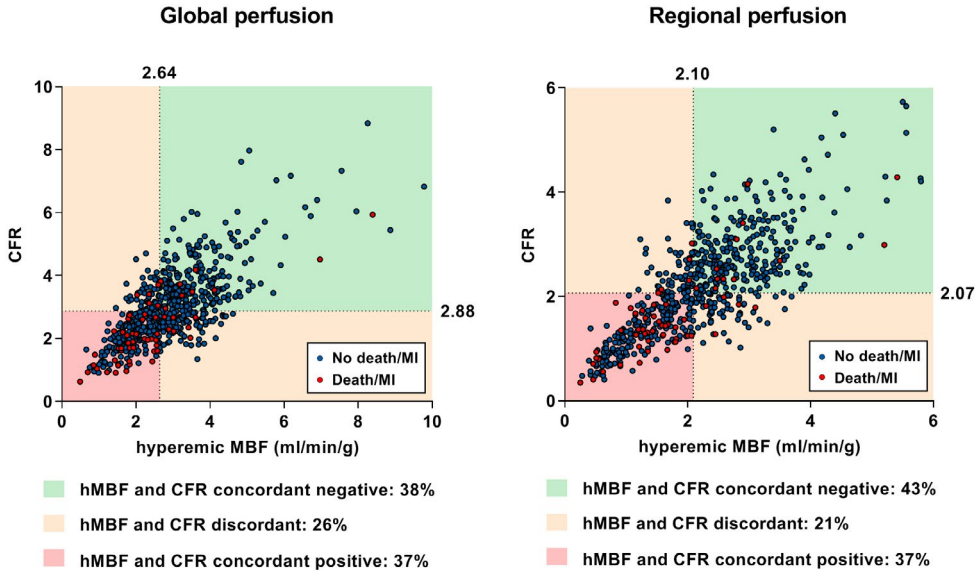 Global perfusion
2.64
10
8
6
4
2
0
CFR
2.88
No death/MI
Death/MI
0 2 4 6 8 10
hyperemic MBF (ml/min/g)
hMBF and CFR concordant negative: 38%
hMBF and CFR discordant: 26%
hMBF and CFR concordant positive: 37%
Regional perfusion
2.10
6
4
2
0
CFR
2.07
No death/MI
Death/MI
0 2 4 6
hyperemic MBF (ml/min/g)
hMBF and CFR concordant negative: 43%
hMBF and CFR discordant: 21%
hMBF and CFR concordant positive: 37%